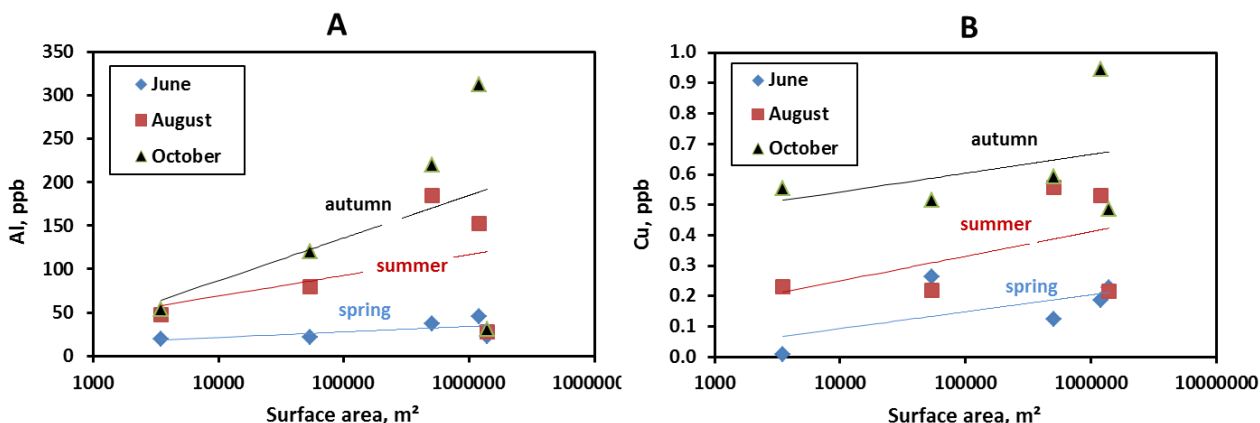 A
350
300
250
200
150
100
50
0
Al, ppb
June
August
October
autumn
summer
spring
1000 10000 100000 1000000 1000000
Surface area, m²
B
1.0
0.9
0.8
0.7
0.6
0.5
0.4
0.3
0.2
0.1
0.0
Cu, ppb
June
August
October
autumn
summer
spring
1000 10000 100000 1000000 10000000
Surface area, m²